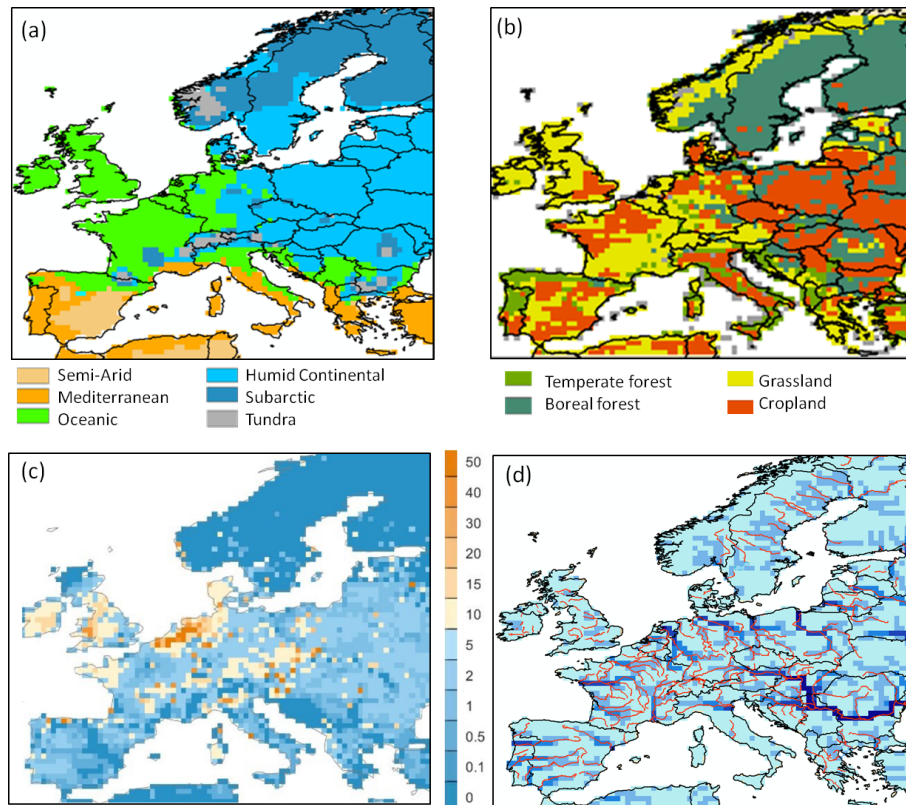 (a)
(b)
Semi-Arid
Mediterranean
Oceanic
Humid Continental
Subarctic
Tundra
Temperate forest
Boreal forest
Grassland
Cropland
(c)
50
40
30
20
15
10
5
2
1
0.5
0.1
0
(d)